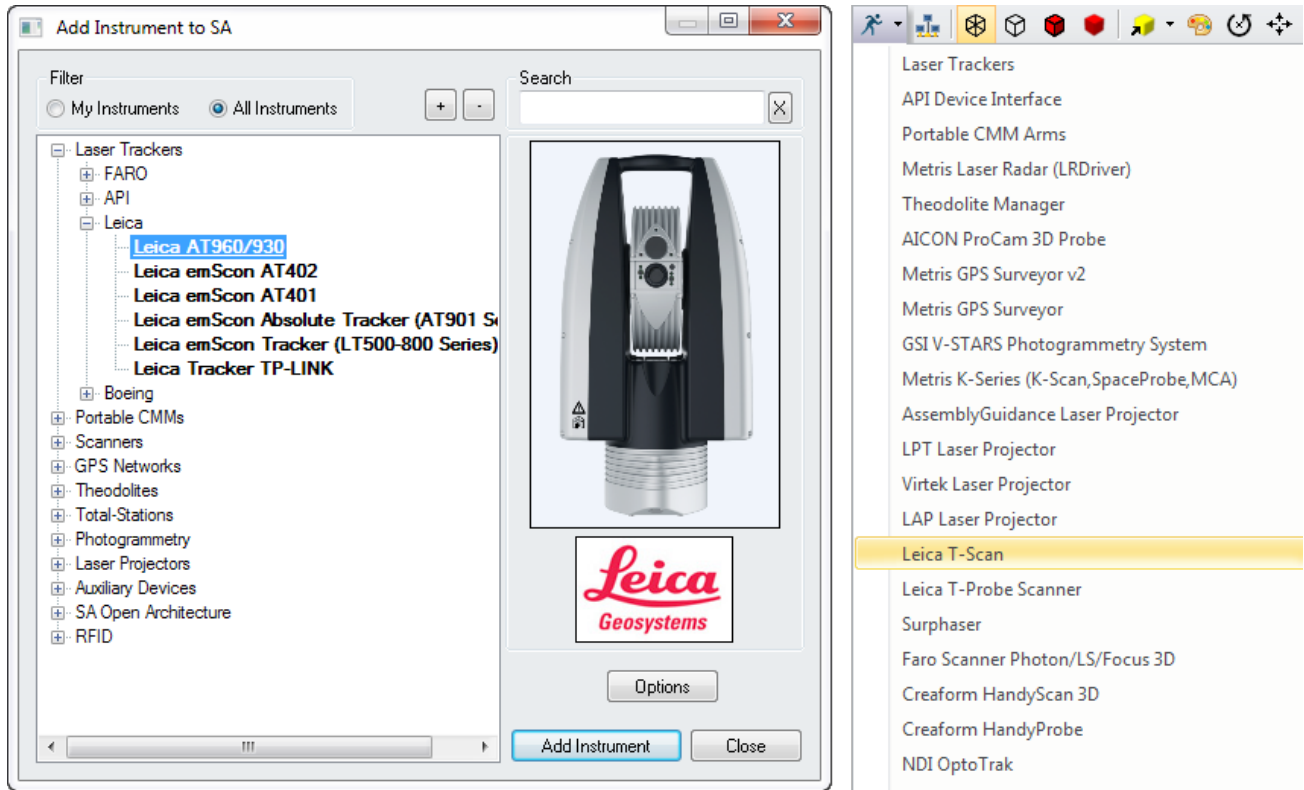 Add Instrument to SA
Filter
My Instruments
All Instruments
+
-
Search
X
Laser Trackers
FARO
API
Leica
Leica AT960/930
Leica emScon AT402
Leica emScon AT401
Leica emScon Absolute Tracker (AT901 S
Leica emScon Tracker (LT500-800 Series)
Leica Tracker TP-LINK
Boeing
Portable CMMs
Scanners
GPS Networks
Theodolites
Total-Stations
Photogrammetry
Laser Projectors
Auxiliary Devices
SA Open Architecture
RFID
Leica
Geosystems
Options
Add Instrument
Close
Laser Trackers
API Device Interface
Portable CMM Arms
Metris Laser Radar (LRDriver)
Theodolite Manager
AICON ProCam 3D Probe
Metris GPS Surveyor v2
Metris GPS Surveyor
GSI V-STARS Photogrammetry System
Metris K-Series (K-Scan,SpaceProbe,MCA)
AssemblyGuidance Laser Projector
LPT Laser Projector
Virtek Laser Projector
LAP Laser Projector
Leica T-Scan
Leica T-Probe Scanner
Surphaser
Faro Scanner Photon/LS/Focus 3D
Creaform HandyScan 3D
Creaform HandyProbe
NDI OptoTrak